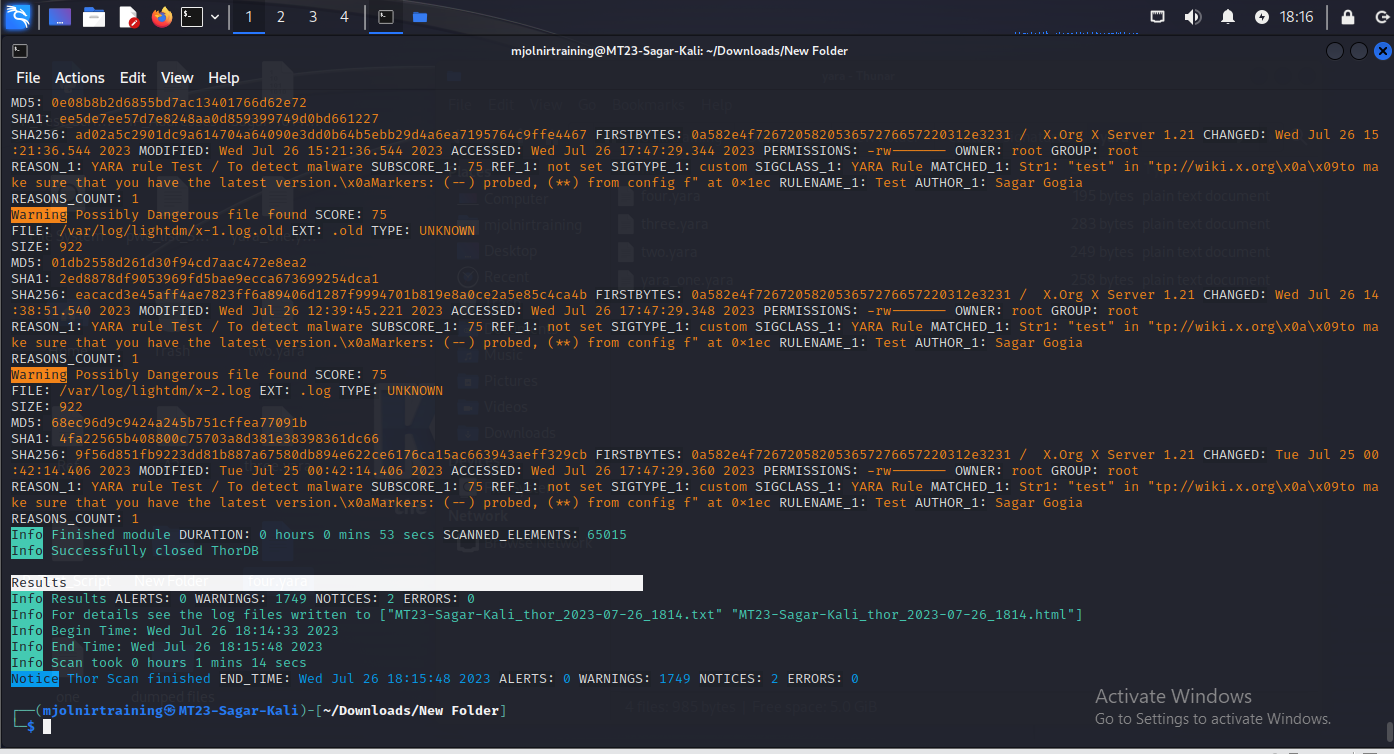 1 2 3 4 18:16
mjolnirtraining@MT23-Sagar-Kali: ~/Downloads/New Folder
File Actions Edit View Help
MD5: 0e08b8b2d6855bd7ac13401766d62e72
SHA1: ee5de7ee57d7e8248aa0d859399749d0bd661227
SHA256: ad02a5c2901dc9a614704a64090e3dd0b64b5ebb29d4a6ea7195764c9ffe4467 FIRSTBYTES: 0a582e4f726720582053657276657220312e3231 /  X.Org X Server 1.21 CHANGED: Wed Jul 26 15
:21:36.544 2023 MODIFIED: Wed Jul 26 15:21:36.544 2023 ACCESSED: Wed Jul 26 17:47:29.344 2023 PERMISSIONS: -rw------- OWNER: root GROUP: root
REASON_1: YARA rule Test / To detect malware SUBSCORE_1: 75 REF_1: not set SIGTYPE_1: custom SIGCLASS_1: YARA Rule MATCHED_1: Str1: "test" in "tp://wiki.x.org\x0a\x09to ma
ke sure that you have the latest version.\x0aMarkers: (--) probed, (**) from config f" at 0×1ec RULENAME_1: Test AUTHOR_1: Sagar Gogia
REASONS_COUNT: 1
Warning Possibly Dangerous file found SCORE: 75
FILE: /var/log/lightdm/x-1.log.old EXT: .old TYPE: UNKNOWN
SIZE: 922
MD5: 01db2558d261d30f94cd7aac472e8ea2
SHA1: 2ed8878df9053969fd5bae9ecca673699254dca1
SHA256: eacacd3e45aff4ae7823ff6a89406d1287f9994701b819e8a0ce2a5e85c4ca4b FIRSTBYTES: 0a582e4f726720582053657276657220312e3231 /  X.Org X Server 1.21 CHANGED: Wed Jul 26 14
:38:51.540 2023 MODIFIED: Wed Jul 26 12:39:45.221 2023 ACCESSED: Wed Jul 26 17:47:29.348 2023 PERMISSIONS: -rw------- OWNER: root GROUP: root
REASON_1: YARA rule Test / To detect malware SUBSCORE_1: 75 REF_1: not set SIGTYPE_1: custom SIGCLASS_1: YARA Rule MATCHED_1: Str1: "test" in "tp://wiki.x.org\x0a\x09to ma
ke sure that you have the latest version.\x0aMarkers: (--) probed, (**) from config f" at 0×1ec RULENAME_1: Test AUTHOR_1: Sagar Gogia
REASONS_COUNT: 1
Warning Possibly Dangerous file found SCORE: 75
FILE: /var/log/lightdm/x-2.log EXT: .log TYPE: UNKNOWN
SIZE: 922
MD5: 68ec96d9c9424a245b751cffea77091b
SHA1: 4fa22565b408800c75703a8d381e38398361dc66
SHA256: 9f56d851fb9223dd81b887a67580db894e622ce6176ca15ac663943aeff329cb FIRSTBYTES: 0a582e4f726720582053657276657220312e3231 /  X.Org X Server 1.21 CHANGED: Tue Jul 25 00
:42:14.406 2023 MODIFIED: Tue Jul 25 00:42:14.406 2023 ACCESSED: Wed Jul 26 17:47:29.360 2023 PERMISSIONS: -rw------- OWNER: root GROUP: root
REASON_1: YARA rule Test / To detect malware SUBSCORE_1: 75 REF_1: not set SIGTYPE_1: custom SIGCLASS_1: YARA Rule MATCHED_1: Str1: "test" in "tp://wiki.x.org\x0a\x09to ma
ke sure that you have the latest version.\x0aMarkers: (--) probed, (**) from config f" at 0×1ec RULENAME_1: Test AUTHOR_1: Sagar Gogia
REASONS_COUNT: 1
Info Finished module DURATION: 0 hours 0 mins 53 secs SCANNED_ELEMENTS: 65015
Info Successfully closed ThorDB
Results
Info Results ALERTS: 0 WARNINGS: 1749 NOTICES: 2 ERRORS: 0
Info For details see the log files written to ["MT23-Sagar-Kali_thor_2023-07-26_1814.txt" "MT23-Sagar-Kali_thor_2023-07-26_1814.html"]
Info Begin Time: Wed Jul 26 18:14:33 2023
Info End Time: Wed Jul 26 18:15:48 2023
Info Scan took 0 hours 1 mins 14 secs
Notice Thor Scan finished END_TIME: Wed Jul 26 18:15:48 2023 ALERTS: 0 WARNINGS: 1749 NOTICES: 2 ERRORS: 0
┌──(mjolnirtraining㉿MT23-Sagar-Kali)-[~/Downloads/New Folder]
└─$
Activate Windows
Go to Settings to activate Windows.